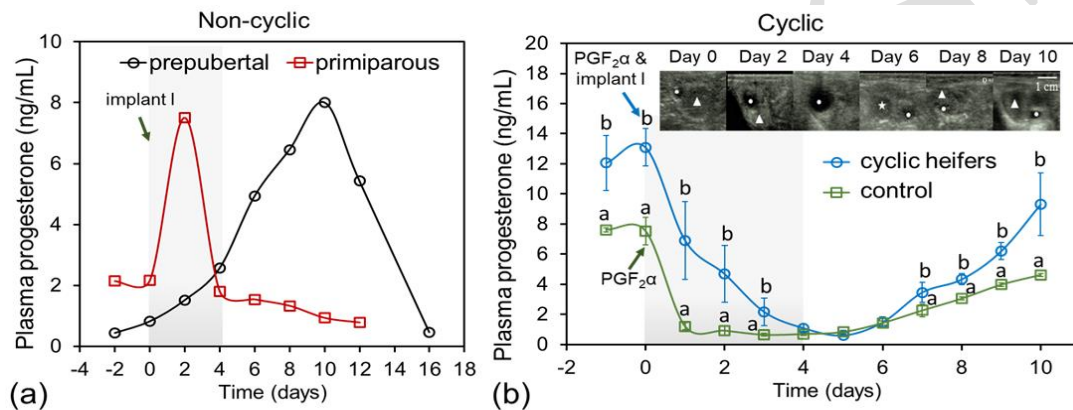 Non-cyclic
prepubertal
primiparous
implant I
Plasma progesterone (ng/mL)
10
8
6
4
2
0
-4 -2 0 2 4 6 8 10 12 14 16 18
Time (days)
(a)
Cyclic
PGF₂α &
implant I
Day 0 Day 2 Day 4 Day 6 Day 8 Day 10
1 cm
cyclic heifers
control
b b b b b b b b b
a a a a a a a a a
PGF₂α
Plasma progesterone (ng/mL)
20
18
16
14
12
10
8
6
4
2
0
-2 0 2 4 6 8 10
Time (days)
(b)